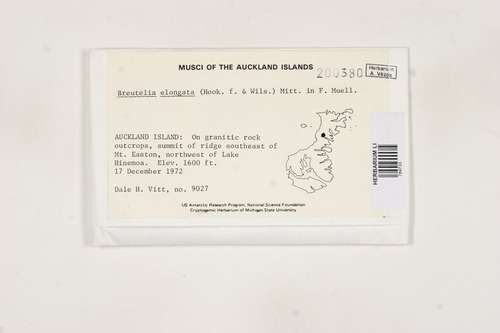 MUSCI OF THE AUCKLAND ISLANDS
200380
Herbarium
A. Vězda
Breutelia elongata (Hook. f. & Wils.) Mitt. in F. Muell.
AUCKLAND ISLAND: On granitic rock
outcrops, summit of ridge southeast of
Mt. Easton, northwest of Lake
Hinemoa. Elev. 1600 ft.
17 December 1972
Dale H. Vitt, no. 9027
US Antarctic Research Program, National Science Foundation
Cryptogamic Herbarium of Michigan State University
HERBARIUM LI